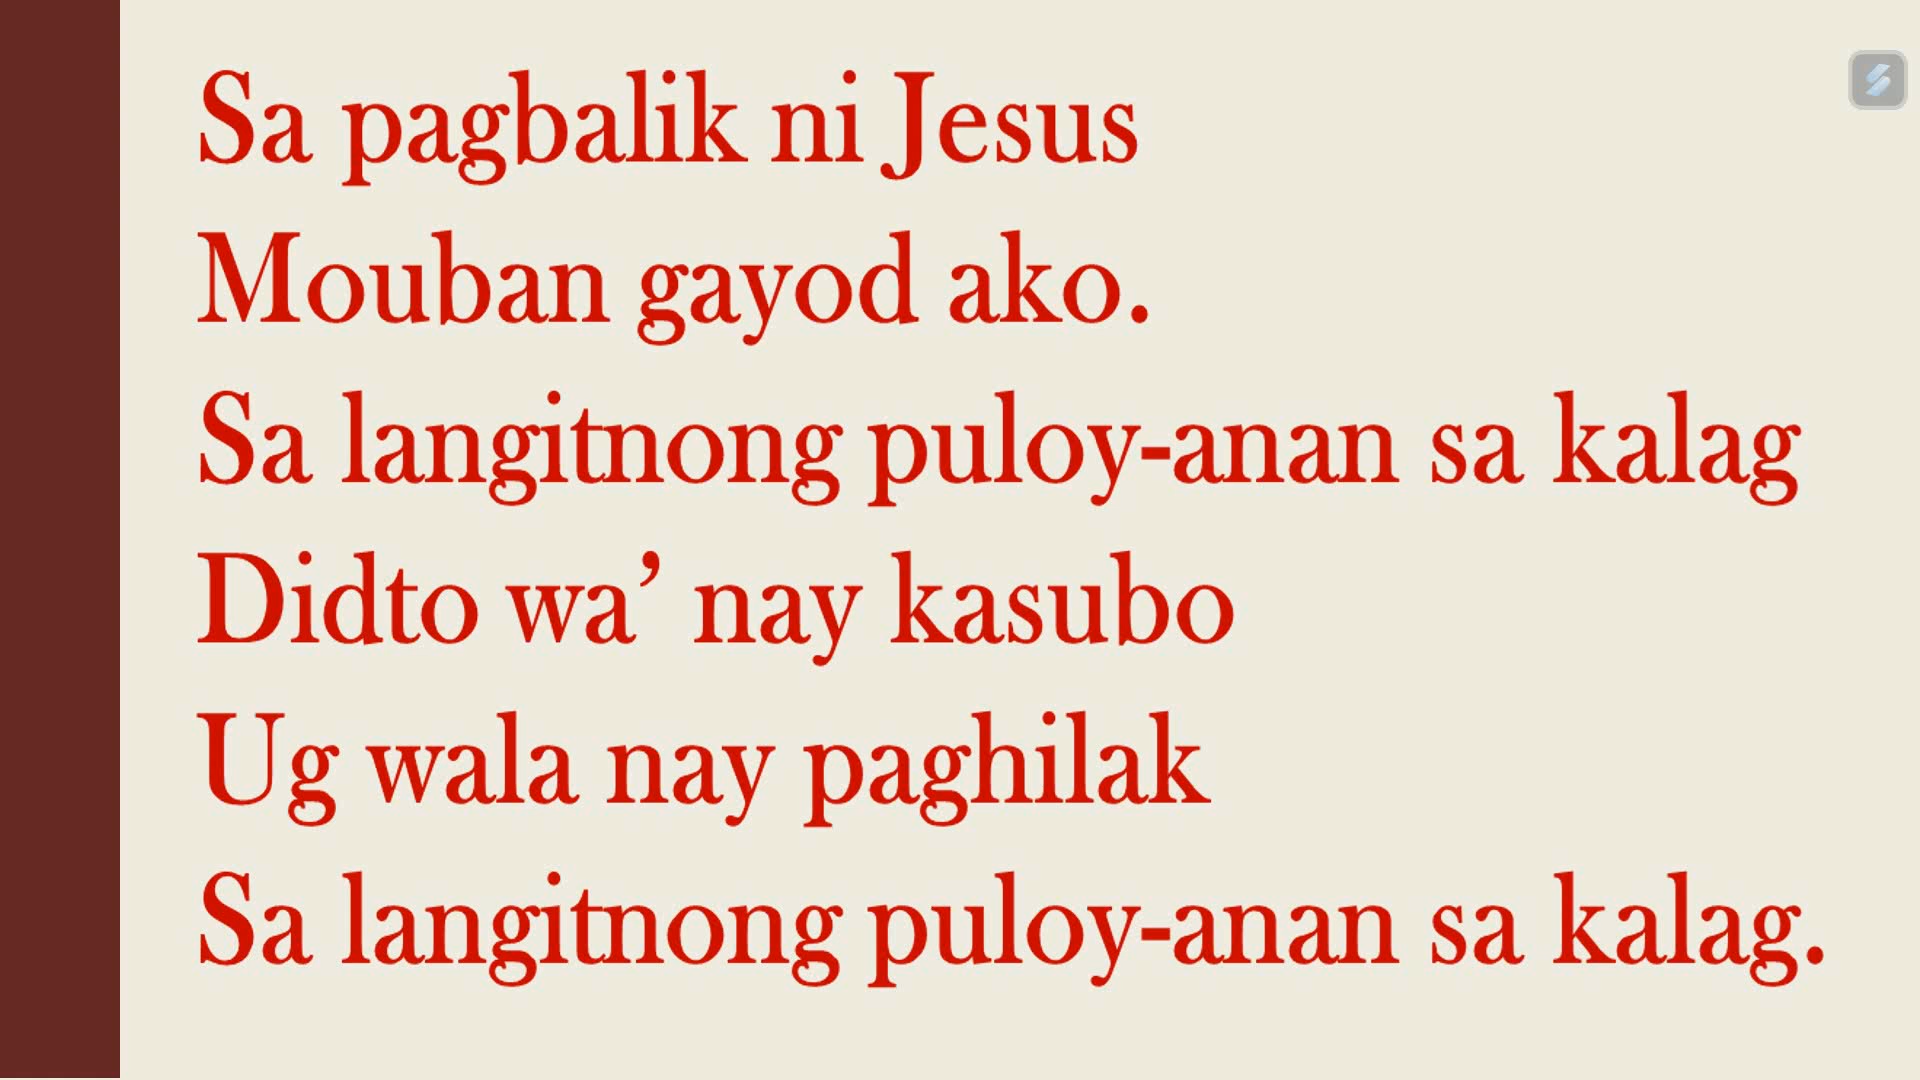 Sa pagbalik ni Jesus
Mouban gayod ako.
Sa langitnong puloy-anan sa kalag
Didto wa’ nay kasubo
Ug wala nay paghilak
Sa langitnong puloy-anan sa kalag.